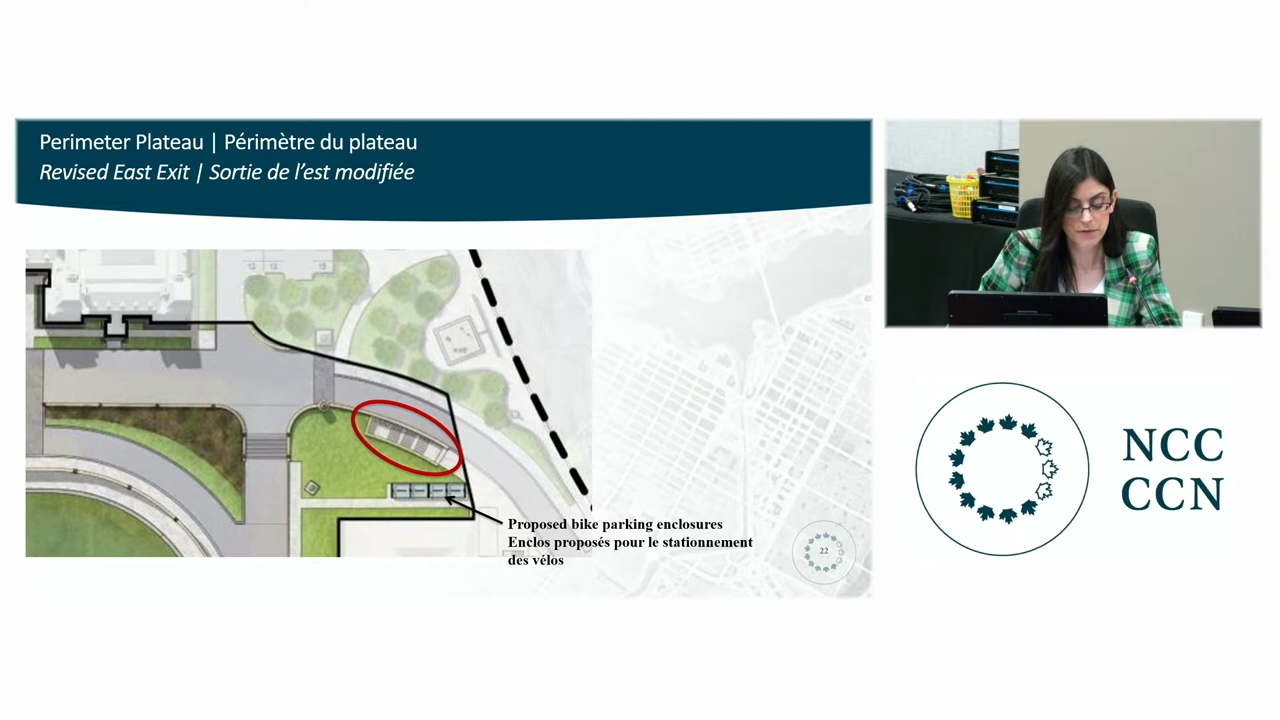 Perimeter Plateau | Périmètre du plateau
Revised East Exit | Sortie de l'est modifiée
Proposed bike parking enclosures
Enclos proposés pour le stationnement
des vélos
22
NCC
CCN